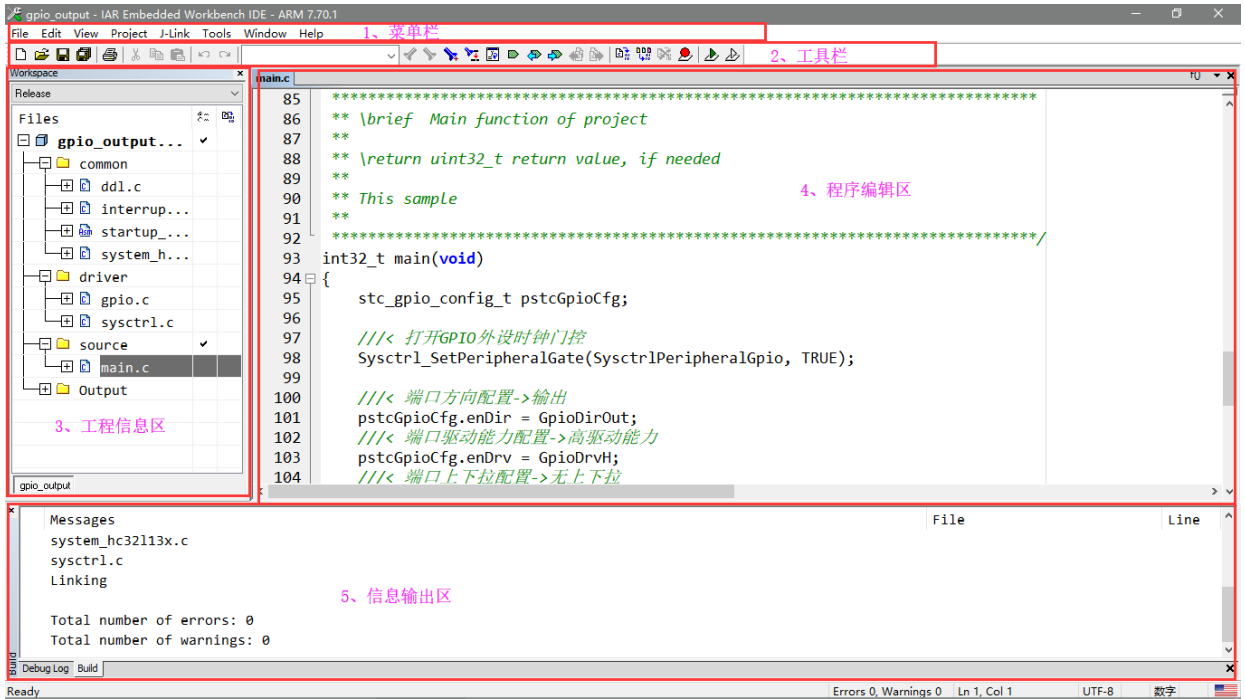 gpio_output - IAR Embedded Workbench IDE - ARM 7.70.1
File Edit View Project J-Link Tools Window Help
1、菜单栏
2、工具栏
Workspace
Release
Files
gpio_output...
common
ddl.c
interrup...
startup_...
system_h...
driver
gpio.c
sysctrl.c
source
main.c
Output
3、工程信息区
gpio_output
main.c
f()
85 *******************************************************************************
86 ** \brief  Main function of project
87 **
88 ** \return uint32_t return value, if needed
89 **
90 ** This sample
91 **
92 ******************************************************************************/
93 int32_t main(void)
94 {
95     stc_gpio_config_t pstcGpioCfg;
96
97     ///< 打开GPIO外设时钟门控
98     Sysctrl_SetPeripheralGate(SysctrlPeripheralGpio, TRUE);
99
100     ///< 端口方向配置->输出
101     pstcGpioCfg.enDir = GpioDirOut;
102     ///< 端口驱动能力配置->高驱动能力
103     pstcGpioCfg.enDrv = GpioDrvH;
104     ///< 端口上下拉配置->无上下拉
4、程序编辑区
Messages File Line
system_hc32l13x.c
sysctrl.c
Linking
5、信息输出区
Total number of errors: 0
Total number of warnings: 0
Build
Debug Log Build
Ready Errors 0, Warnings 0 Ln 1, Col 1 UTF-8 数字